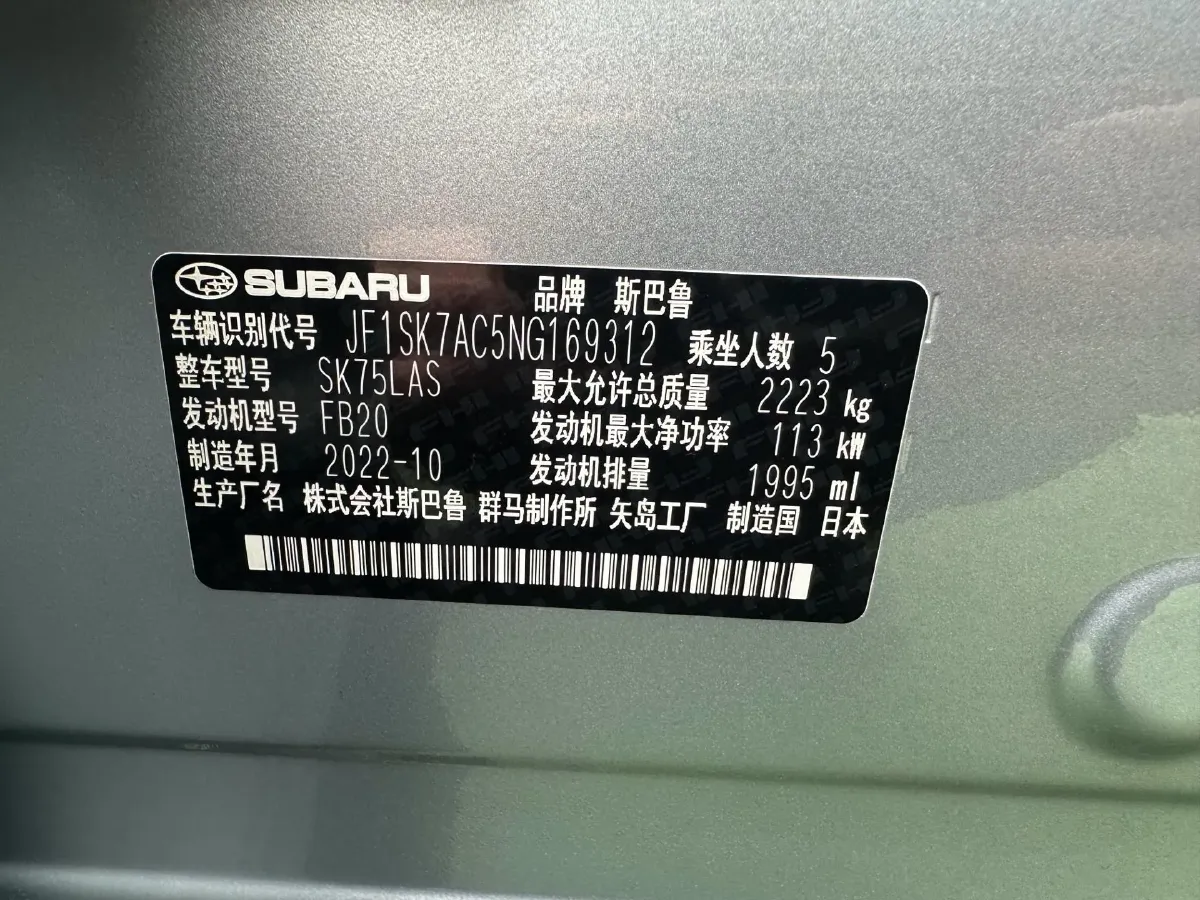 SUBARU 品牌 斯巴鲁
车辆识别代号 JF1SK7AC5NG169312 乘坐人数 5
整车型号 SK75LAS 最大允许总质量 2223 kg
发动机型号 FB20 发动机最大净功率 113 kW
制造年月 2022-10 发动机排量 1995 ml
生产厂名 株式会社斯巴鲁 群马制作所 矢岛工厂 制造国 日本